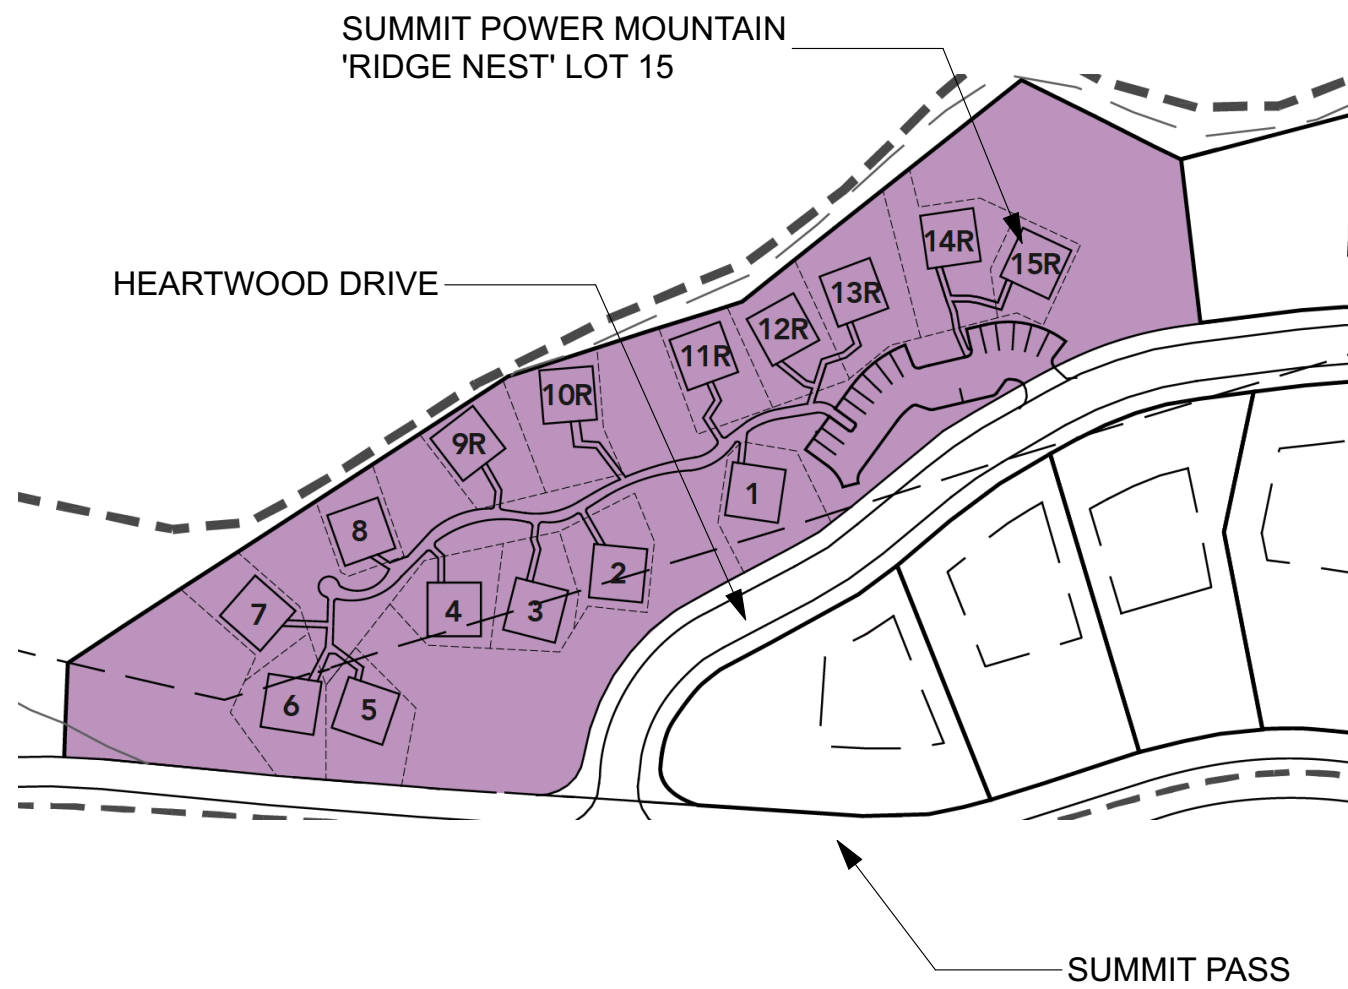 SUMMIT POWER MOUNTAIN
'RIDGE NEST' LOT 15
HEARTWOOD DRIVE
14R
15R
13R
12R
11R
10R
9R
1
8
2
7
4
3
6
5
SUMMIT PASS